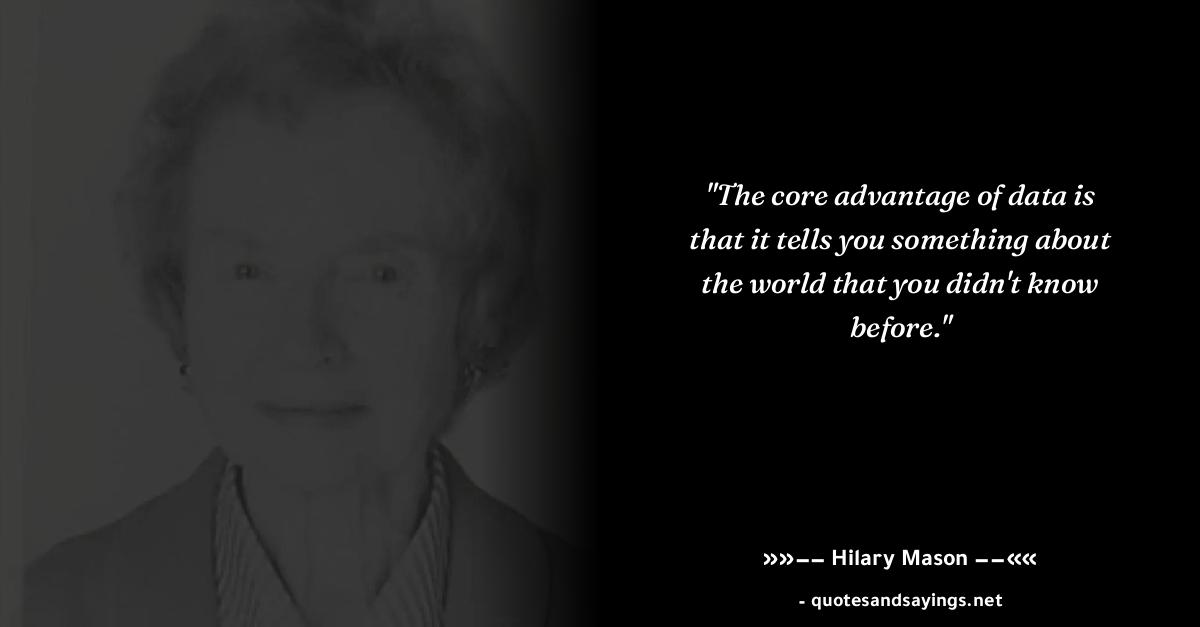 "The core advantage of data is
that it tells you something about
the world that you didn't know
before."
»»−− Hilary Mason −−««
- quotesandsayings.net